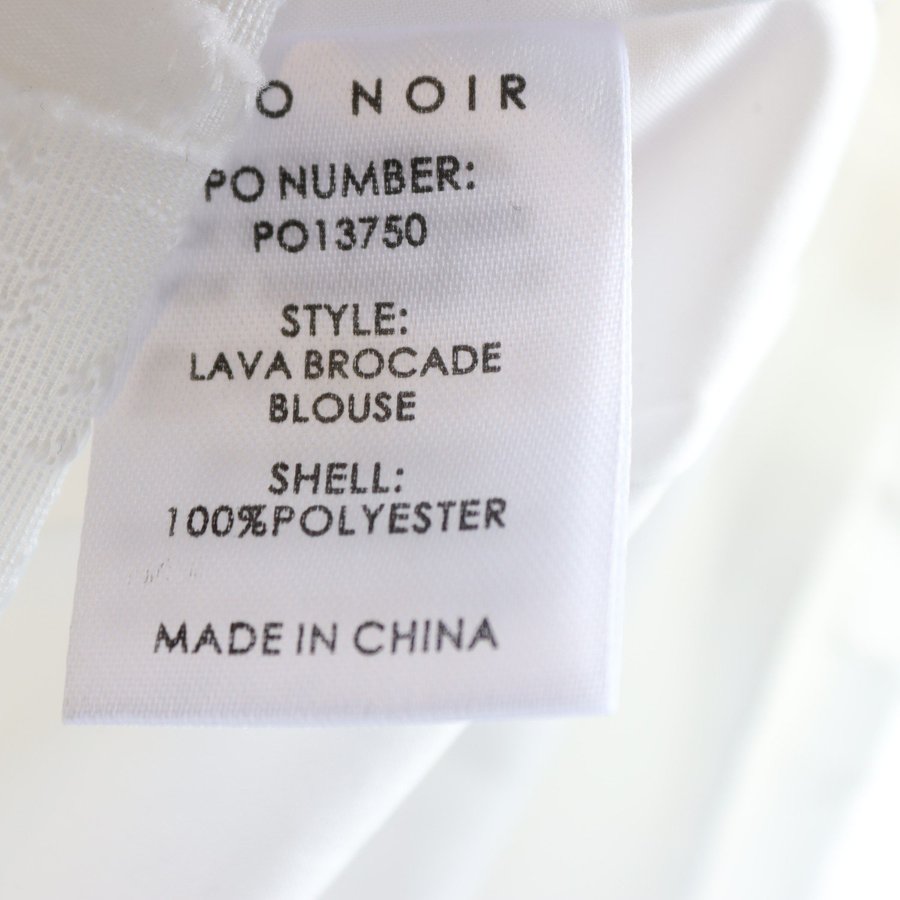 O NOIR
PO NUMBER:
PO13750
STYLE:
LAVA BROCADE
BLOUSE
SHELL:
100%POLYESTER
MADE IN CHINA